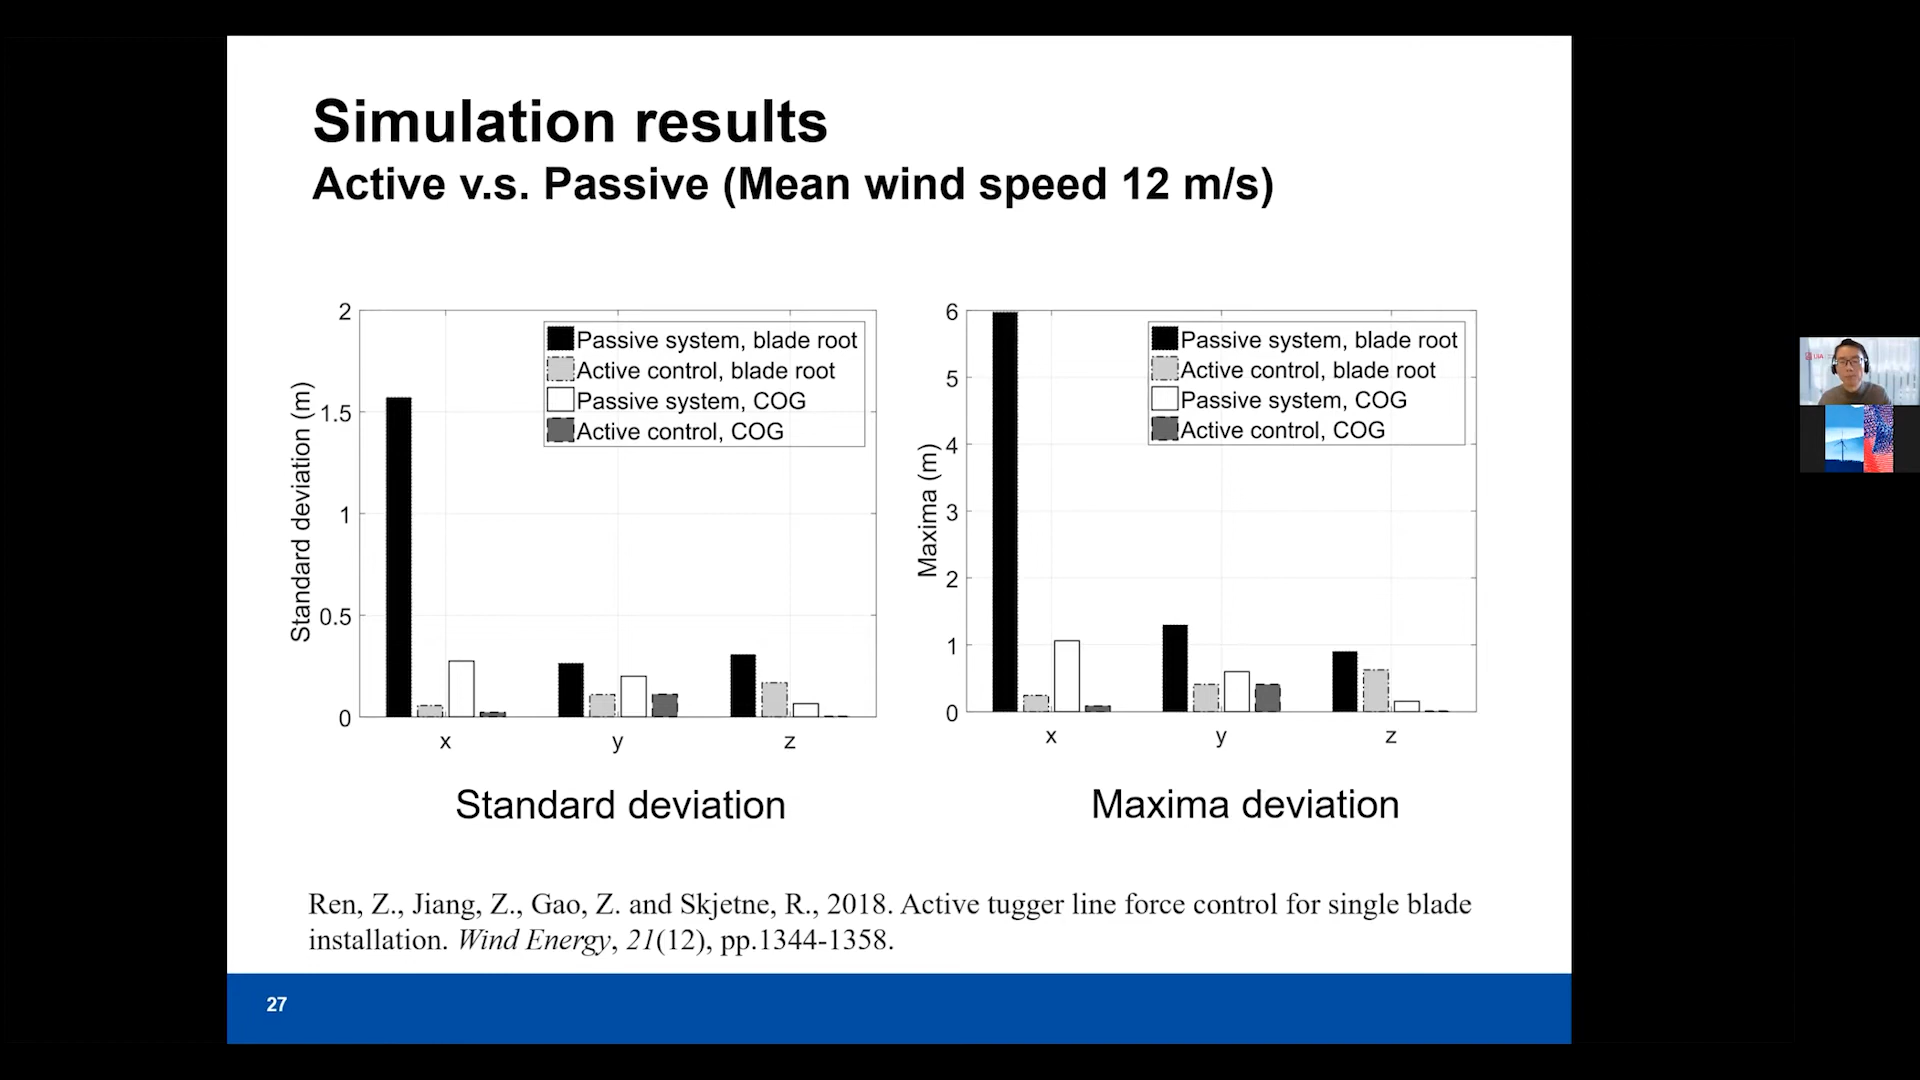 Simulation results
Active v.s. Passive (Mean wind speed 12 m/s)
2
1.5
1
0.5
0
Standard deviation (m)
Passive system, blade root
Active control, blade root
Passive system, COG
Active control, COG
x y z
Standard deviation
6
5
4
3
2
1
0
Maxima (m)
Passive system, blade root
Active control, blade root
Passive system, COG
Active control, COG
x y z
Maxima deviation
Ren, Z., Jiang, Z., Gao, Z. and Skjetne, R., 2018. Active tugger line force control for single blade
installation. Wind Energy, 21(12), pp.1344-1358.
27